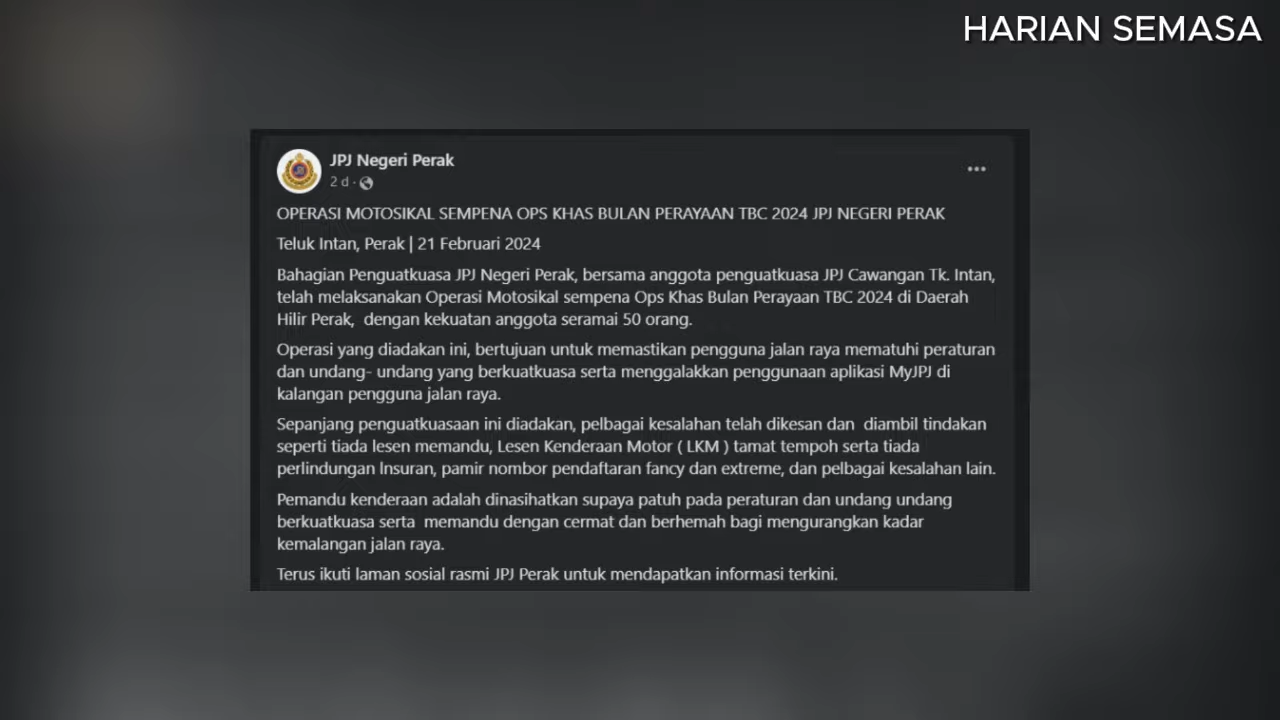 HARIAN SEMASA
JPJ Negeri Perak
2 d ·
OPERASI MOTOSIKAL SEMPENA OPS KHAS BULAN PERAYAAN TBC 2024 JPJ NEGERI PERAK
Teluk Intan, Perak | 21 Februari 2024
Bahagian Penguatkuasa JPJ Negeri Perak, bersama anggota penguatkuasa JPJ Cawangan Tk. Intan,
telah melaksanakan Operasi Motosikal sempena Ops Khas Bulan Perayaan TBC 2024 di Daerah
Hilir Perak, dengan kekuatan anggota seramai 50 orang.
Operasi yang diadakan ini, bertujuan untuk memastikan pengguna jalan raya mematuhi peraturan
dan undang- undang yang berkuatkuasa serta menggalakkan penggunaan aplikasi MyJPJ di
kalangan pengguna jalan raya.
Sepanjang penguatkuasaan ini diadakan, pelbagai kesalahan telah dikesan dan diambil tindakan
seperti tiada lesen memandu, Lesen Kenderaan Motor ( LKM ) tamat tempoh serta tiada
perlindungan Insuran, pamir nombor pendaftaran fancy dan extreme, dan pelbagai kesalahan lain.
Pemandu kenderaan adalah dinasihatkan supaya patuh pada peraturan dan undang undang
berkuatkuasa serta memandu dengan cermat dan berhemah bagi mengurangkan kadar
kemalangan jalan raya.
Terus ikuti laman sosial rasmi JPJ Perak untuk mendapatkan informasi terkini.